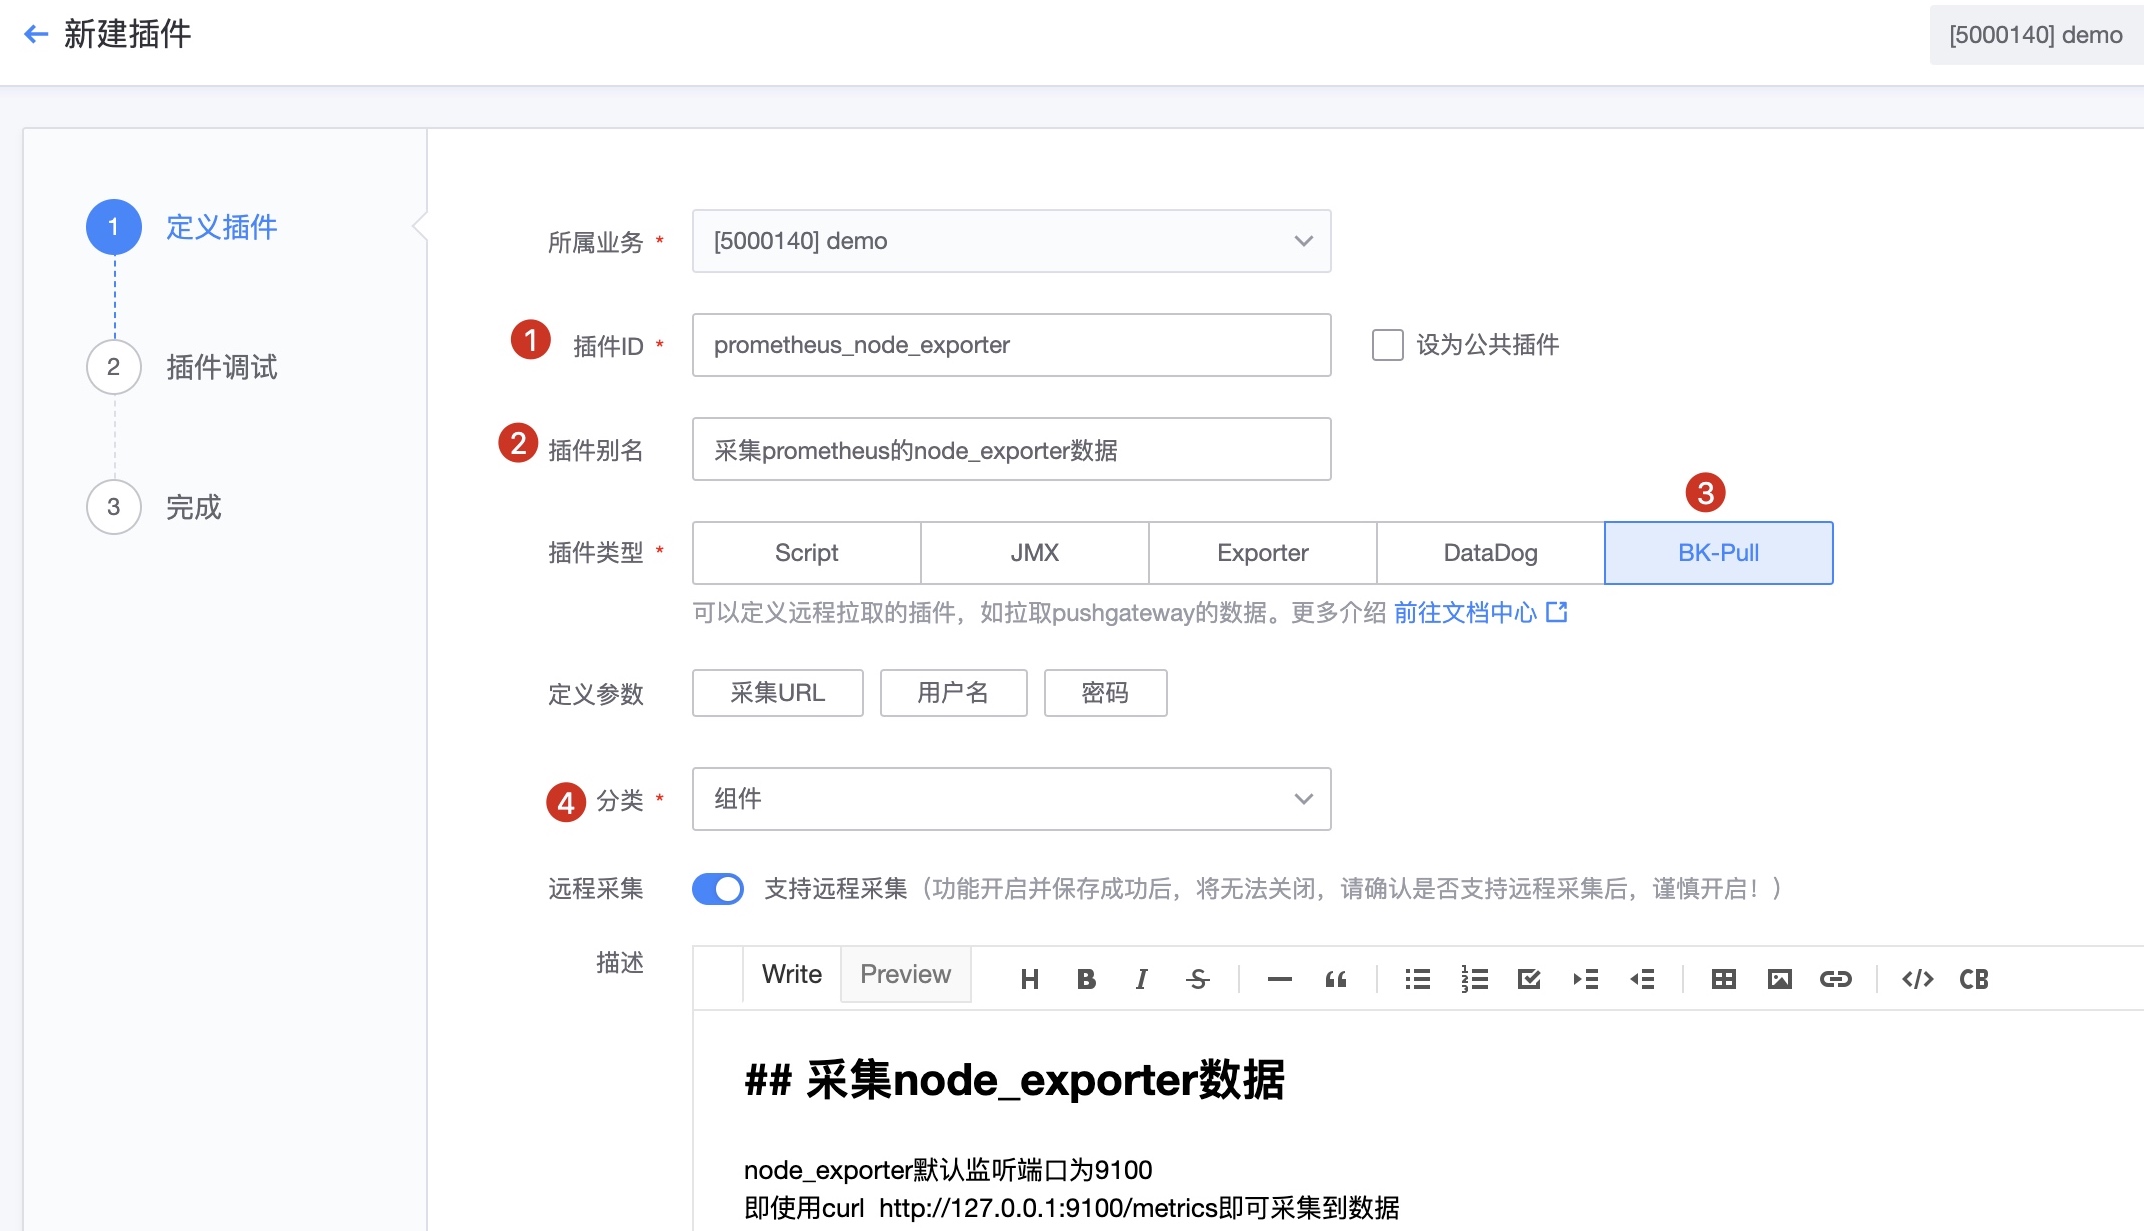 新建插件
[5000140] demo
1 定义插件
2 插件调试
3 完成
所属业务 * [5000140] demo
1 插件ID * prometheus_node_exporter 设为公共插件
2 插件别名 采集prometheus的node_exporter数据
3
插件类型 * Script JMX Exporter DataDog BK-Pull
可以定义远程拉取的插件，如拉取pushgateway的数据。更多介绍 前往文档中心
定义参数 采集URL 用户名 密码
4 分类 * 组件
远程采集 支持远程采集（功能开启并保存成功后，将无法关闭，请确认是否支持远程采集后，谨慎开启！）
描述 Write Preview H B I S “ </> CB
## 采集node_exporter数据
node_exporter默认监听端口为9100
即使用curl  http://127.0.0.1:9100/metrics即可采集到数据